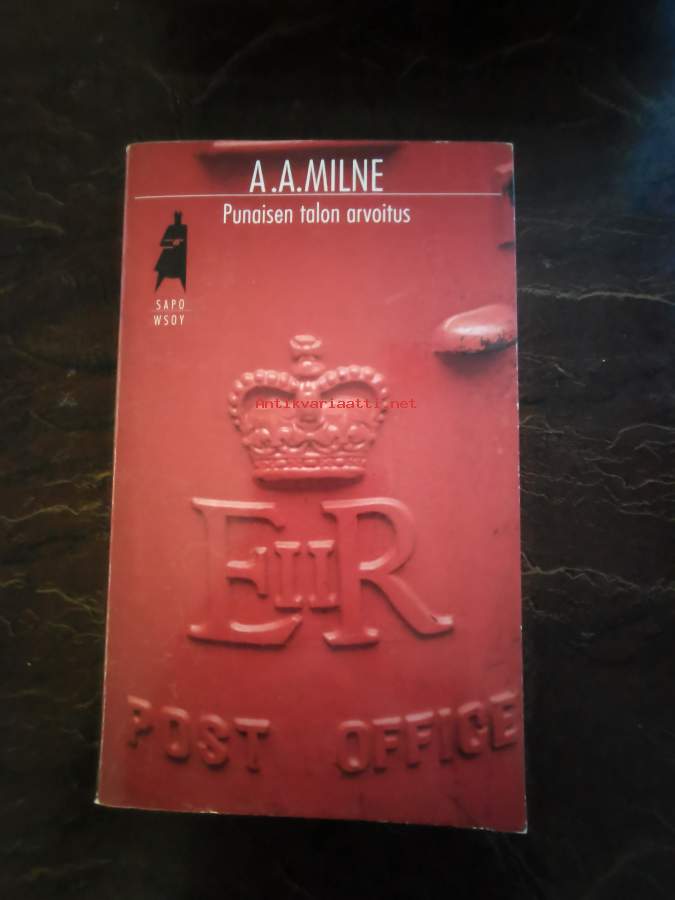 A.A.MILNE
Punaisen talon arvoitus
SAPO
WSOY
Antikvariaatti.net
EIIR
POST OFFICE